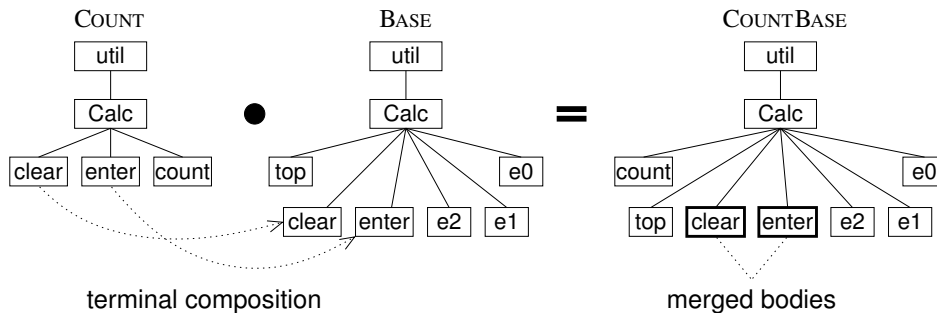 COUNT BASE COUNTBASE
util util util
Calc ● Calc = Calc
clear enter count top e0 count e0
clear enter e2 e1 top clear enter e2 e1
terminal composition merged bodies